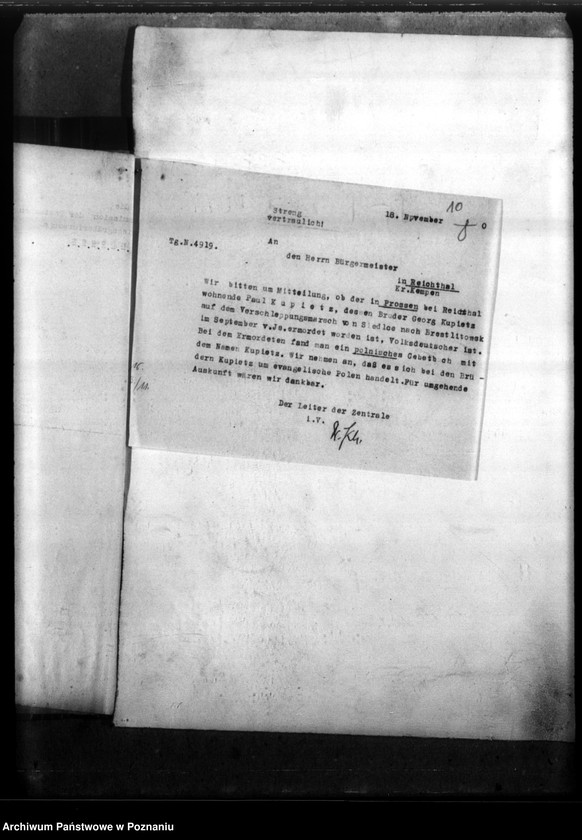 10
Streng
vertraulich!
18. November
0
Tg.N.4919.
An
den Herrn Bürgermeister
in Reichthal
Kr.Kempen
Wir bitten um Mitteilung, ob der in Prossen bei Reichthal
wohnende Paul K u p i e t z, dessen Bruder Georg Kupietz
auf dem Verschleppungsmarsch von Siedlce nach Brestlitowsk
im September v.Js.ermordet worden ist, Volksdeutscher ist.
Bei dem Ermordeten fand man ein polnisches Gebetb ch mit
dem Namen Kupietz. Wir nehmen an, daß es sich bei den Brü -
dern Kupietz um evangelische Polen handelt.Für umgehende
Auskunft wären wir dankbar.
Der Leiter der Zentrale
i.V.
Archiwum Państwowe w Poznaniu